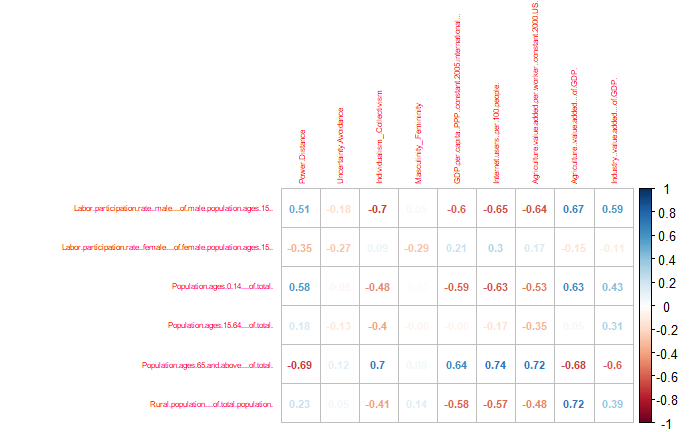 Power.Distance
Uncertainty.Avoidance
Individualism_.Collectivism
Masculinity_.Femininity
GDP.per.capita..PPP..constant.2005.international...
Internet.users..per.100.people.
Agriculture.value.added.per.worker..constant.2000.US.
Agriculture..value.added....of.GDP.
Industry..value.added....of.GDP.
Labor.participation.rate..male....of.male.population.ages.15.. 0.51 -0.18 -0.7 -0.6 -0.65 -0.64 0.67 0.59
Labor.participation.rate..female....of.female.population.ages.15.. -0.35 -0.27 0.09 -0.29 0.21 0.3 0.17 -0.15 -0.11
Population.ages.0.14....of.total. 0.58 -0.48 -0.59 -0.63 -0.53 0.63 0.43
Population.ages.15.64....of.total. 0.18 -0.13 -0.4 -0.17 -0.35 0.05 0.31
Population.ages.65.and.above....of.total. -0.69 0.12 0.7 0.64 0.74 0.72 -0.68 -0.6
Rural.population....of.total.population. 0.23 0.05 -0.41 0.14 -0.58 -0.57 -0.48 0.72 0.39
1
0.8
0.6
0.4
0.2
0
-0.2
-0.4
-0.6
-0.8
-1